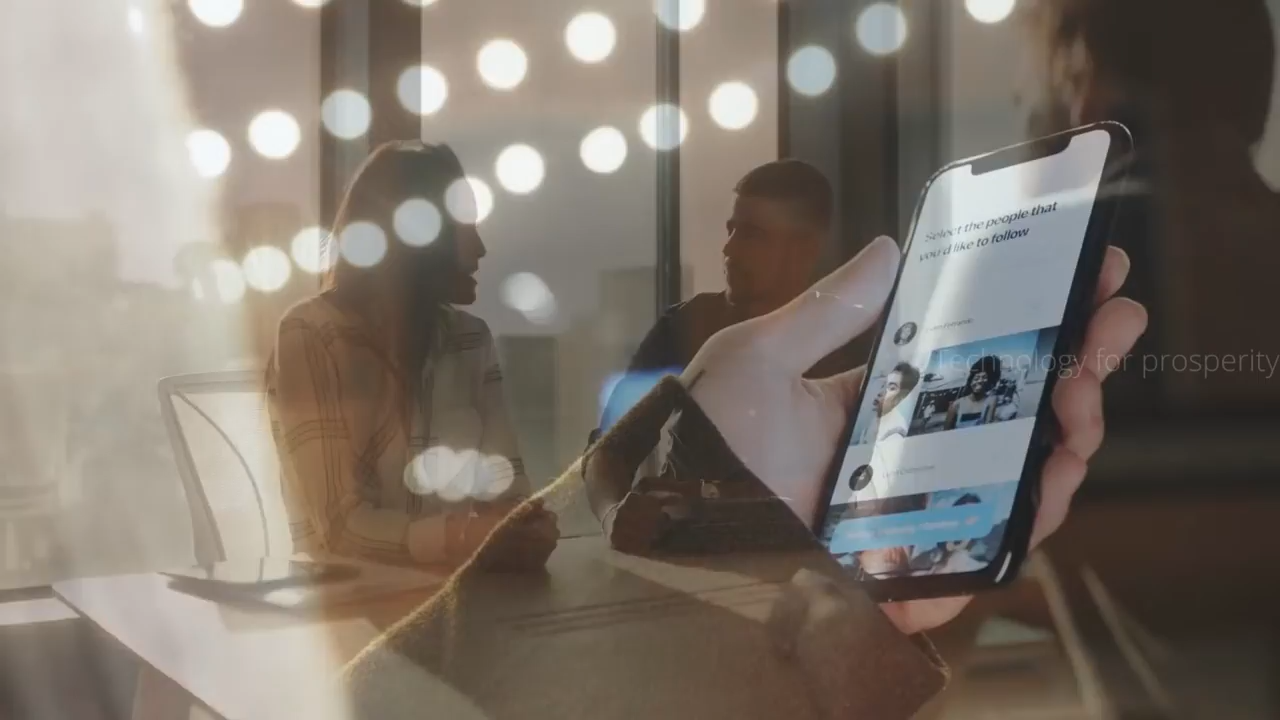 Select the people that
you'd like to follow
Technology for prosperity